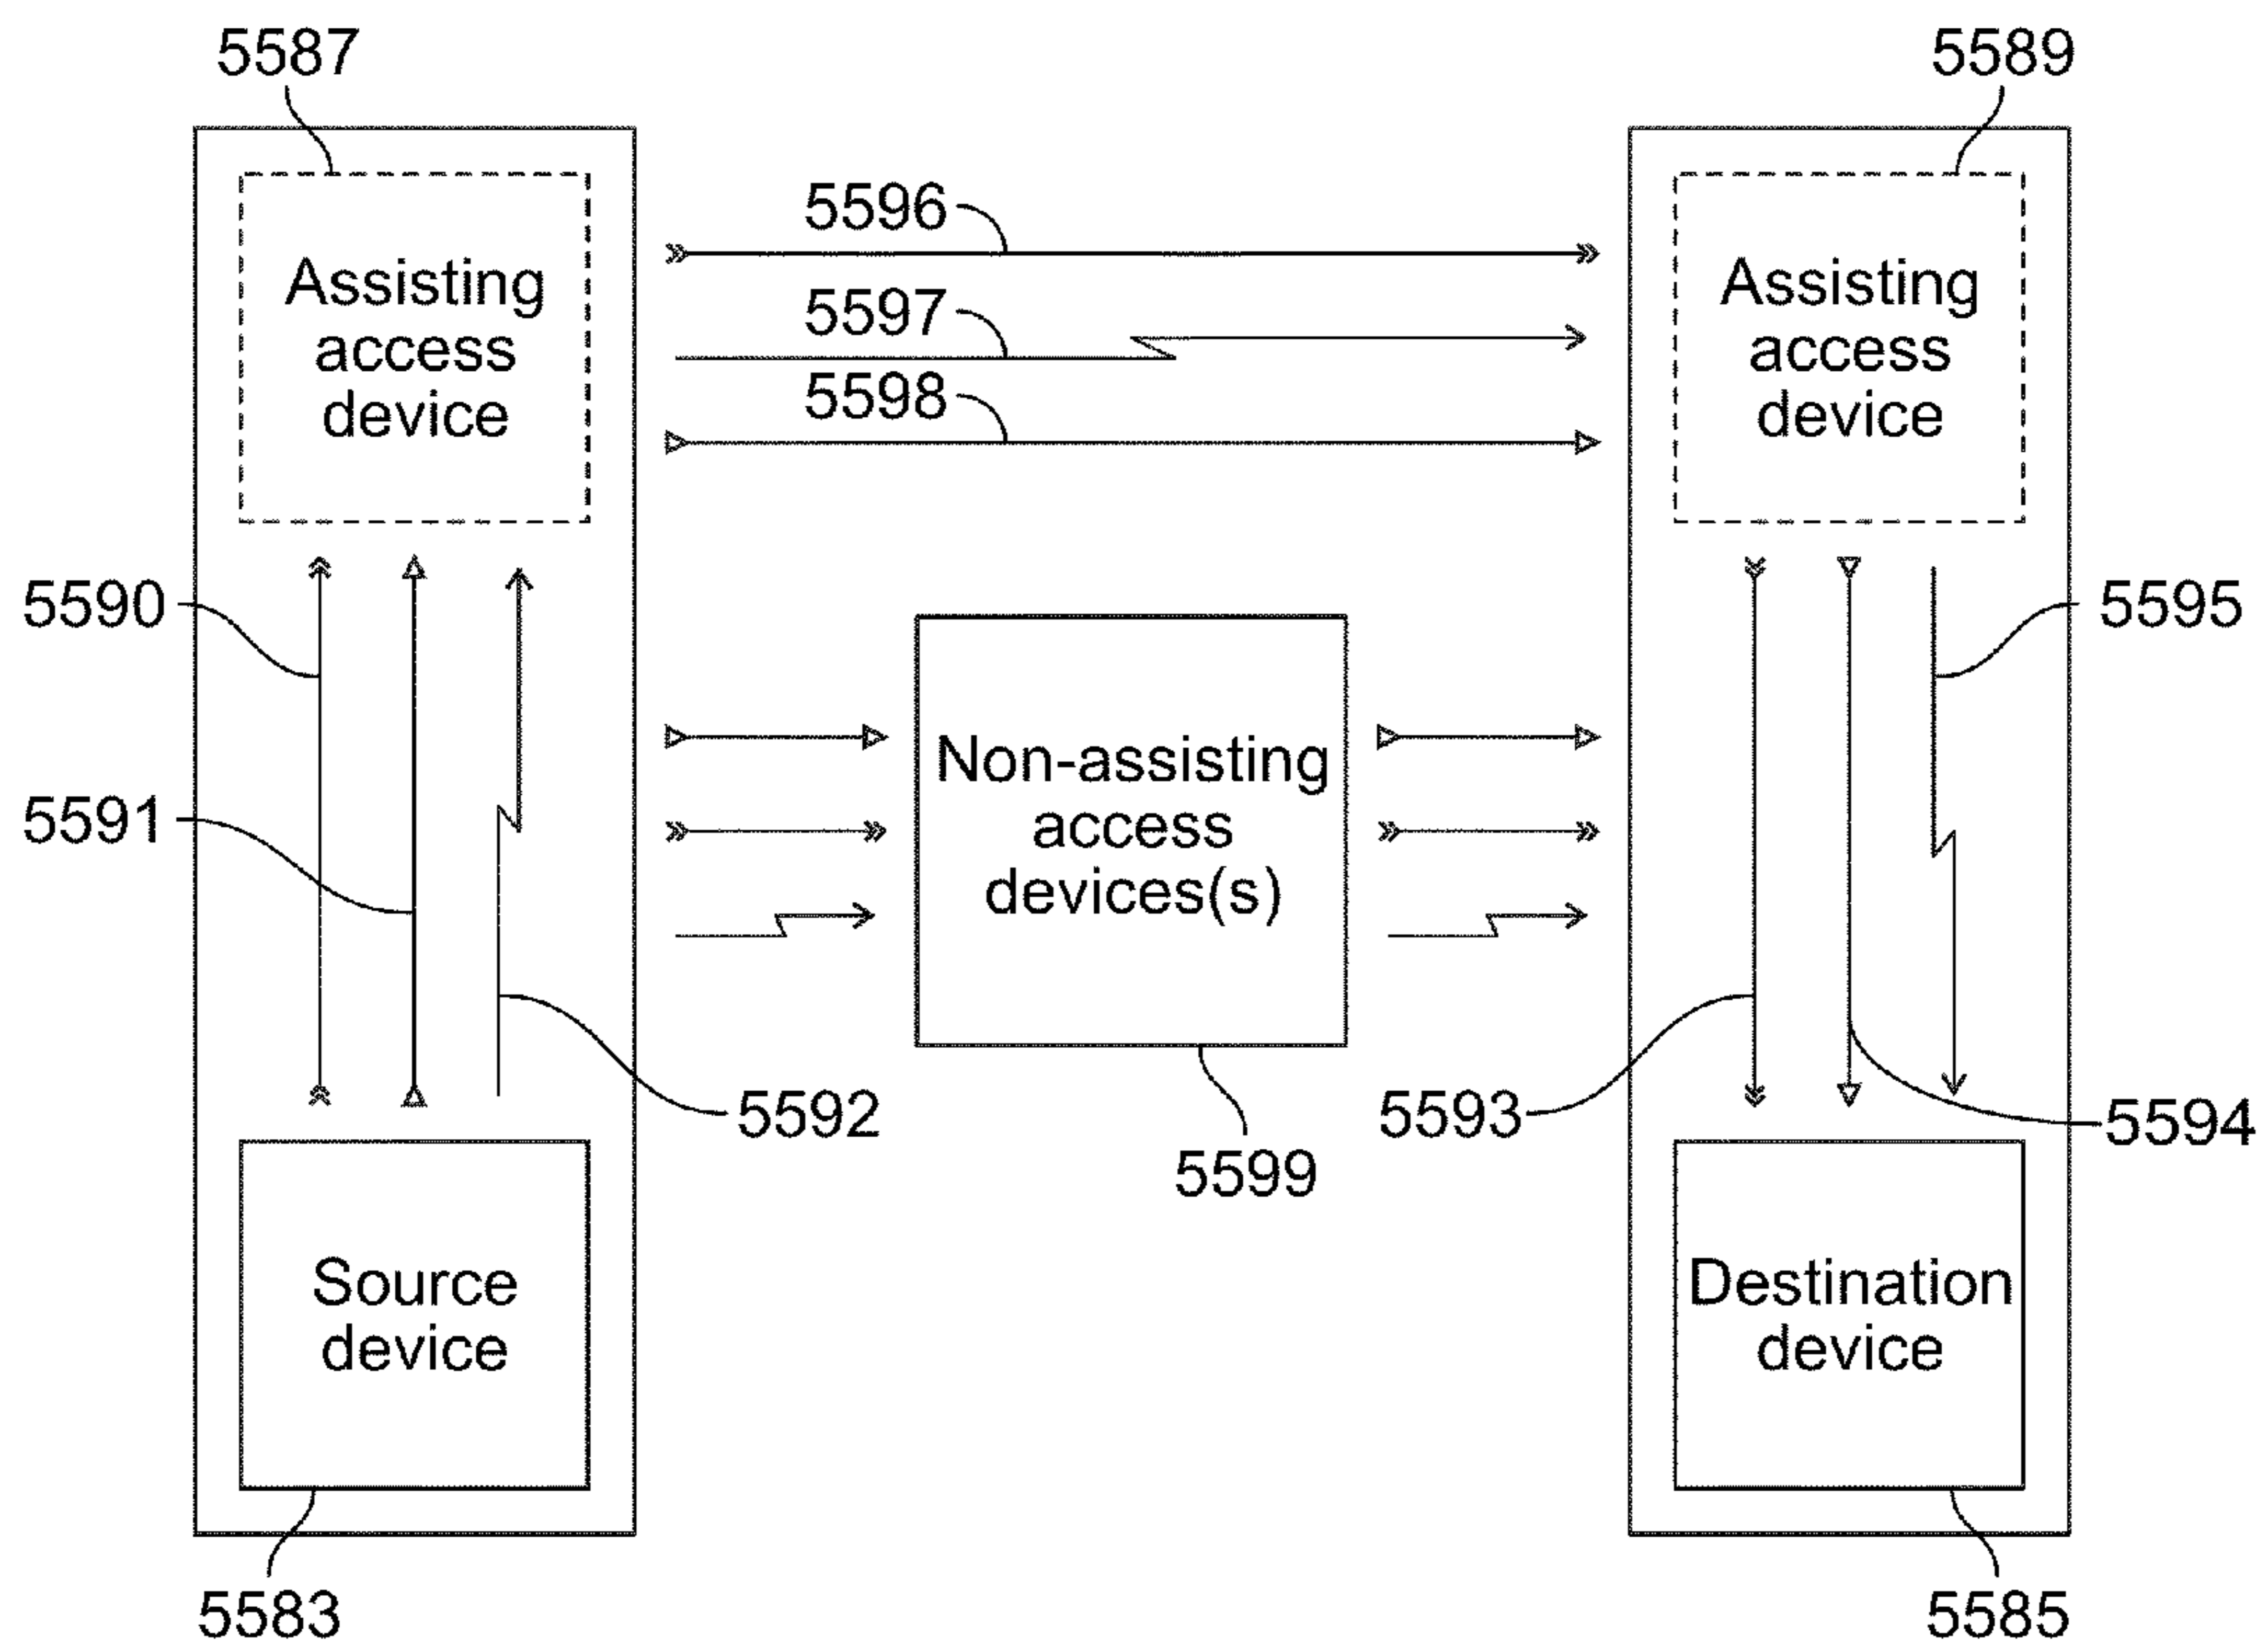 5587
5589
Assisting
access
device
5596
5597
5598
Assisting
access
device
5590
5591
5592
Non-assisting
access
devices(s)
5599
5595
5593
5594
Source
device
Destination
device
5583
5585